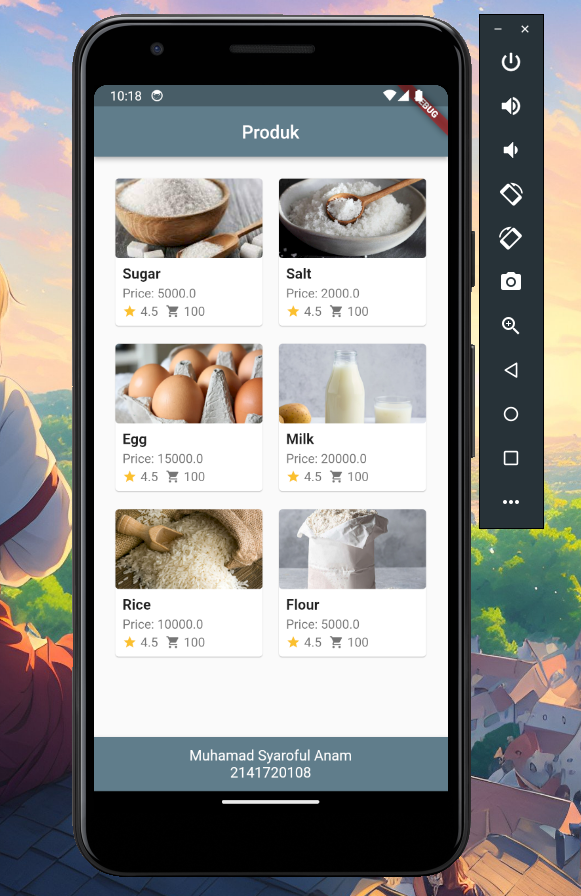 10:18
DEBUG
Produk
Sugar
Price: 5000.0
4.5 100
Salt
Price: 2000.0
4.5 100
Egg
Price: 15000.0
4.5 100
Milk
Price: 20000.0
4.5 100
Rice
Price: 10000.0
4.5 100
Flour
Price: 5000.0
4.5 100
Muhamad Syaroful Anam
2141720108